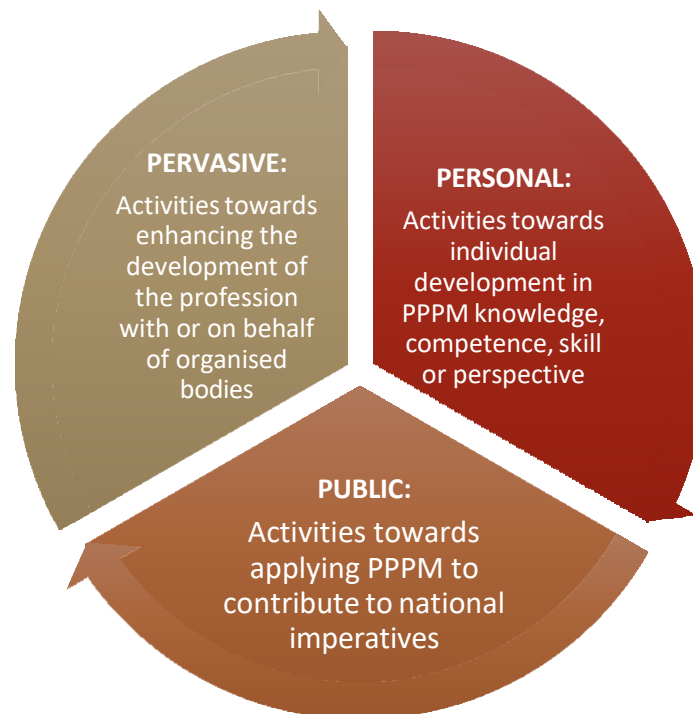 PERVASIVE:
Activities towards
enhancing the
development of
the profession
with or on behalf
of organised
bodies
PERSONAL:
Activities towards
individual
development in
PPPM knowledge,
competence, skill
or perspective
PUBLIC:
Activities towards
applying PPPM to
contribute to national
imperatives